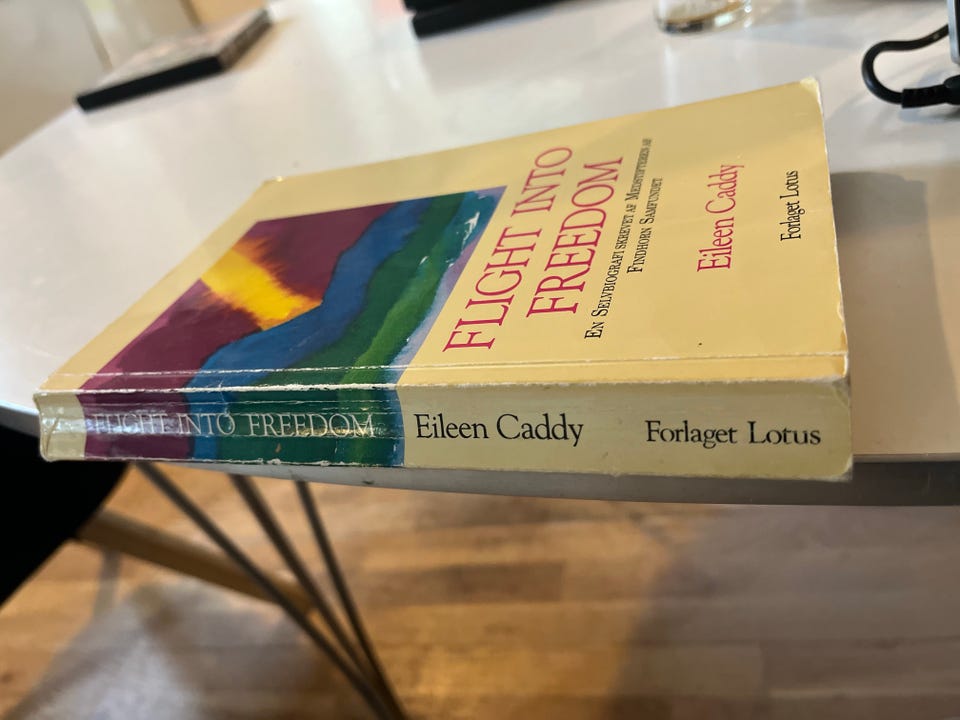 FLIGHT INTO
FREEDOM
EN SELVBIOGRAFI SKREVET AF MEDSTIFTEREN AF
FINDHORN SAMFUNDET
Eileen Caddy
Forlaget Lotus
FLIGHT INTO FREEDOM
Eileen Caddy
Forlaget Lotus